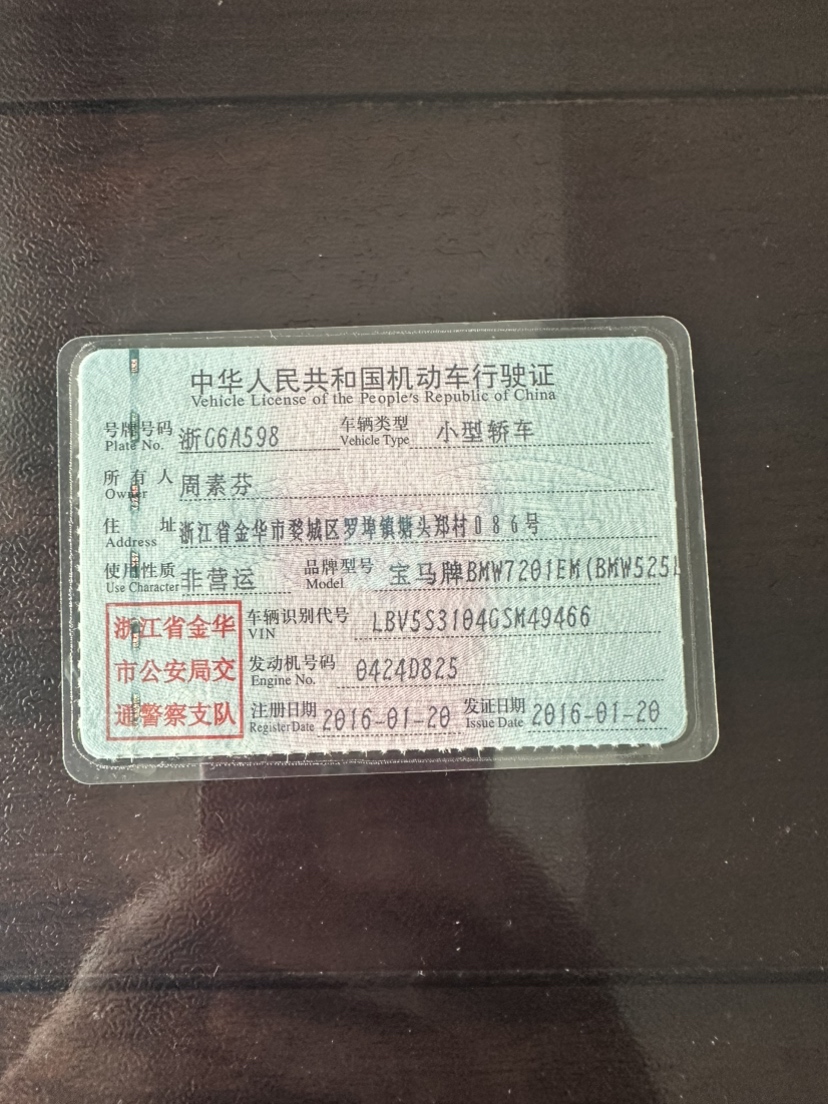 中华人民共和国机动车行驶证
Vehicle License of the People's Republic of China
号牌号码 浙G6A598 车辆类型 小型轿车
Plate No. Vehicle Type
所有人 周素芬
Owner
住址 浙江省金华市婺城区罗埠镇塘头郑村086号
Address
使用性质 非营运 品牌型号 宝马牌BMW7201EM(BMW525L
Use Character Model
浙江省金华 车辆识别代号 LBV5S3104GSM49466
VIN
市公安局交 发动机号码 0424D825
Engine No.
通警察支队 注册日期 2016-01-20 发证日期 2016-01-20
Register Date Issue Date